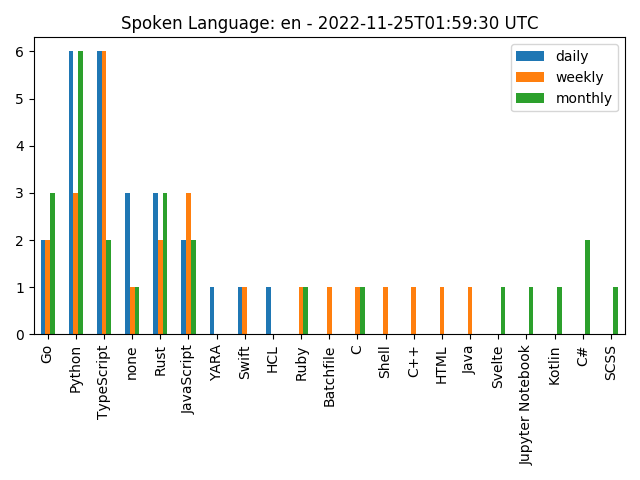 Spoken Language: en - 2022-11-25T01:59:30 UTC
daily
weekly
monthly
6
5
4
3
2
1
0
Go
Python
TypeScript
none
Rust
JavaScript
YARA
Swift
HCL
Ruby
Batchfile
C
Shell
C++
HTML
Java
Svelte
Jupyter Notebook
Kotlin
C#
SCSS